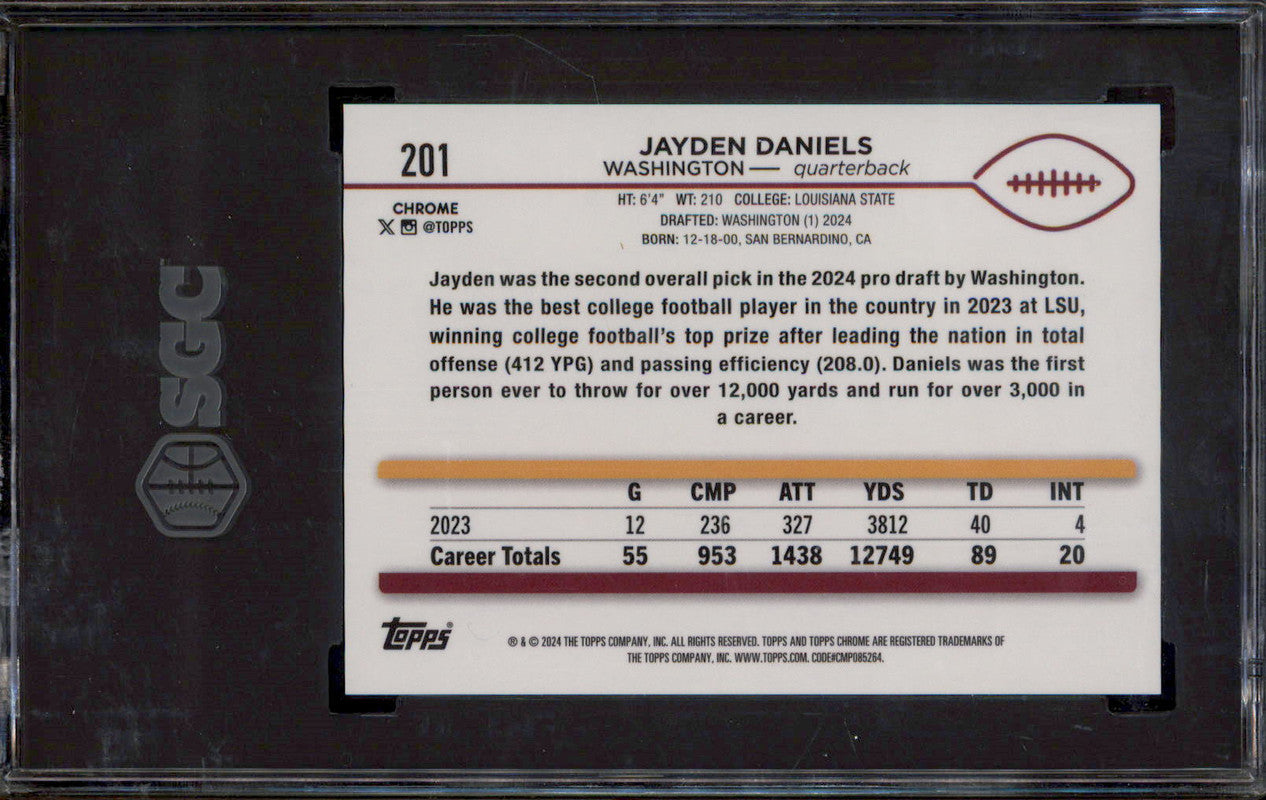 SGC
201
JAYDEN DANIELS
WASHINGTON — quarterback
HT: 6'4" WT: 210 COLLEGE: LOUISIANA STATE
DRAFTED: WASHINGTON (1) 2024
BORN: 12-18-00, SAN BERNARDINO, CA
CHROME
X @TOPPS
Jayden was the second overall pick in the 2024 pro draft by Washington.
He was the best college football player in the country in 2023 at LSU,
winning college football's top prize after leading the nation in total
offense (412 YPG) and passing efficiency (208.0). Daniels was the first
person ever to throw for over 12,000 yards and run for over 3,000 in
a career.
G CMP ATT YDS TD INT
2023 12 236 327 3812 40 4
Career Totals 55 953 1438 12749 89 20
Topps®
® & © 2024 THE TOPPS COMPANY, INC. ALL RIGHTS RESERVED. TOPPS AND TOPPS CHROME ARE REGISTERED TRADEMARKS OF
THE TOPPS COMPANY, INC. WWW.TOPPS.COM. CODE#CMP085264.